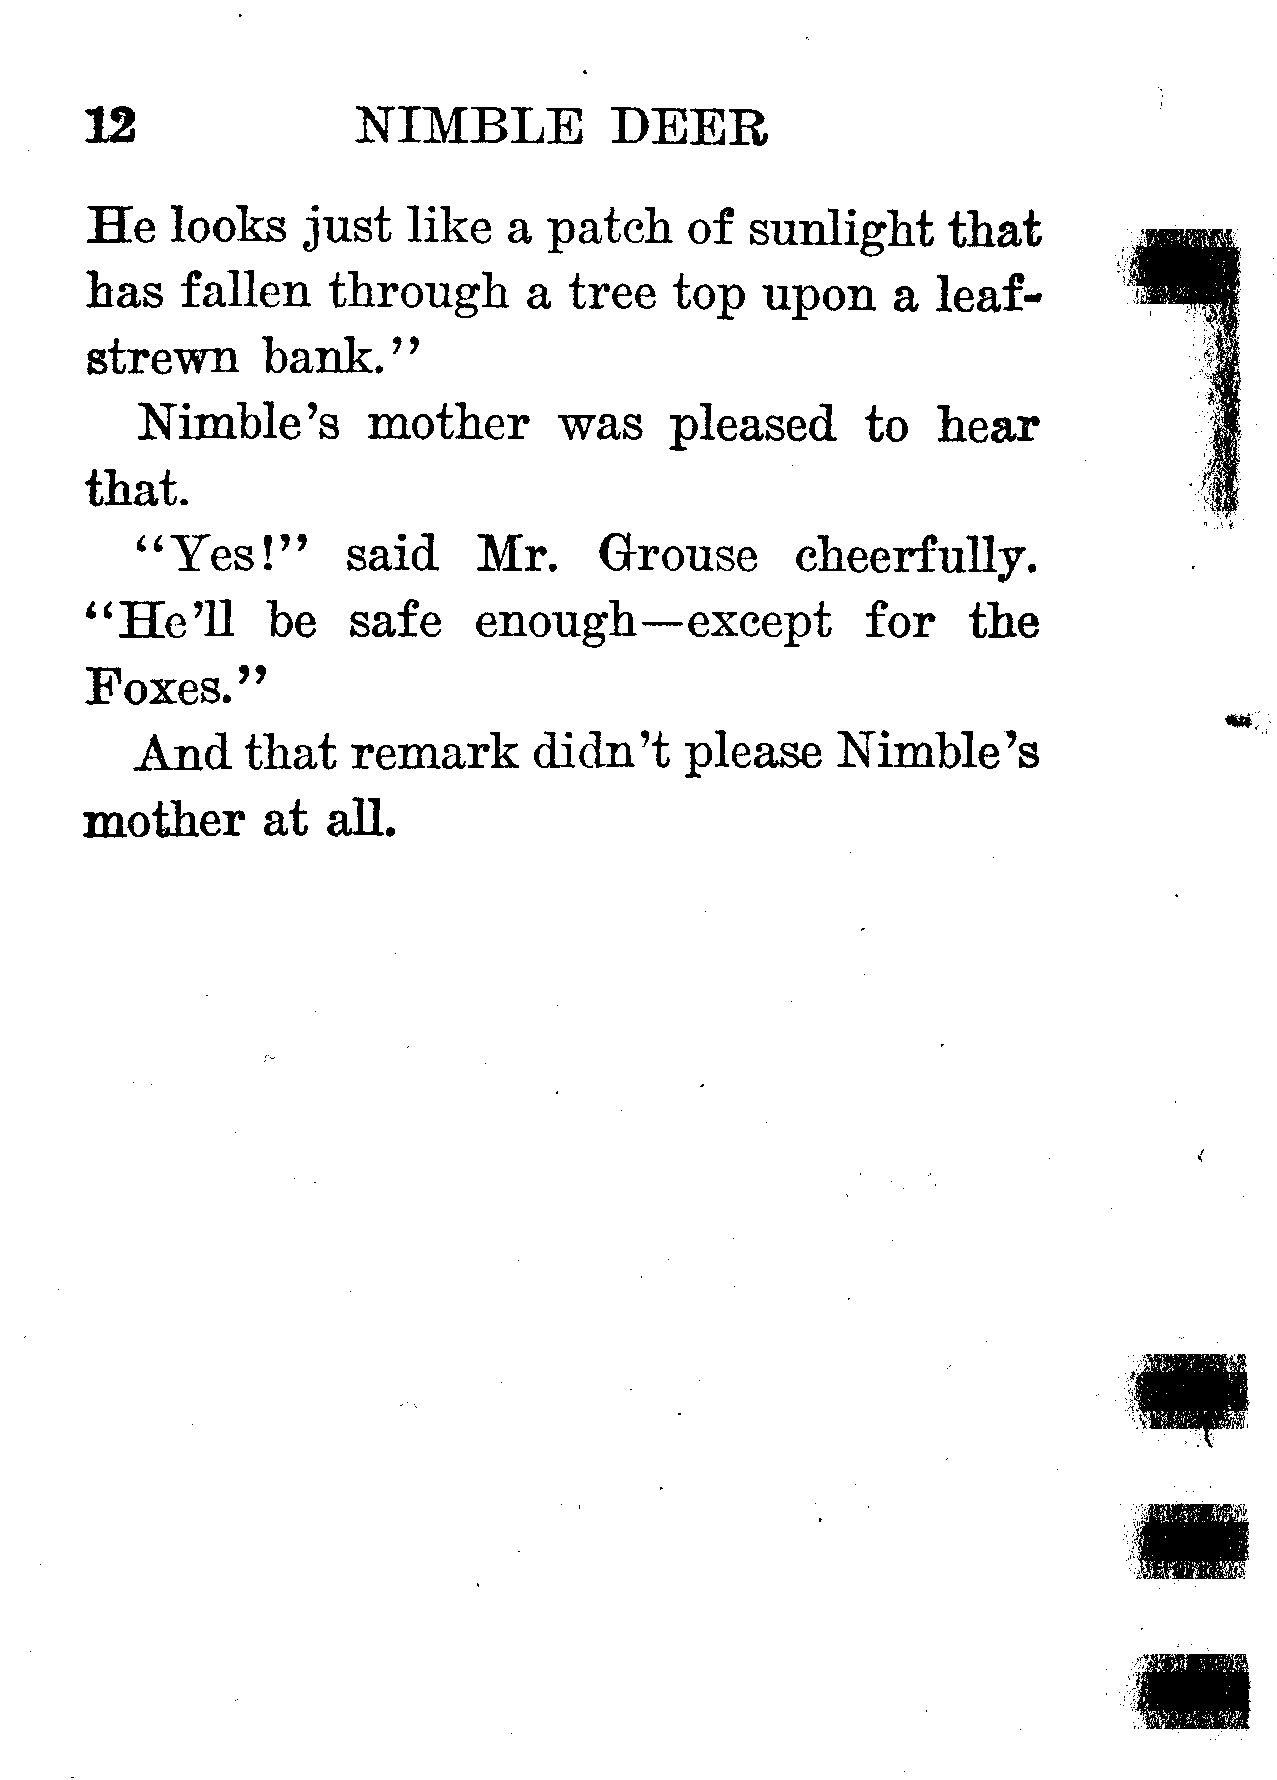 12 NIMBLE DEER
He looks just like a patch of sunlight that
has fallen through a tree top upon a leaf-
strewn bank.”
Nimble’s mother was pleased to hear
that.
“Yes!” said Mr. Grouse cheerfully.
“He’ll be safe enough—except for the
Foxes.”
And that remark didn’t please Nimble’s
mother at all.